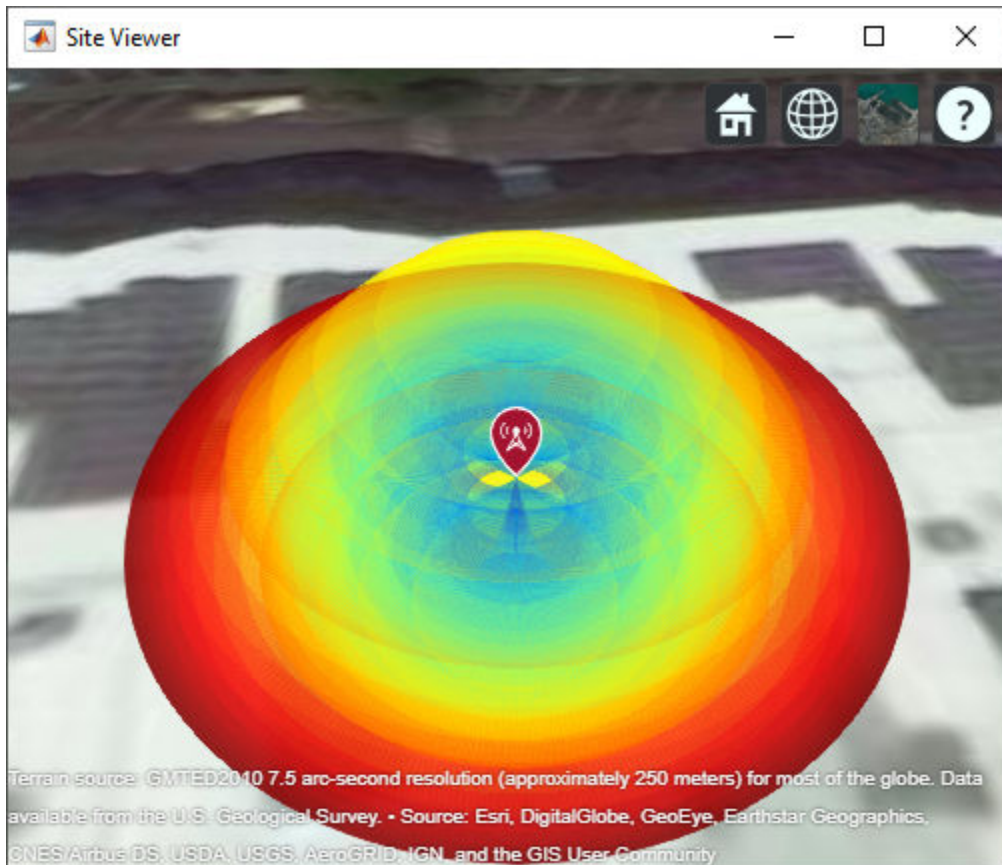 Site Viewer
?
Terrain source: GMTED2010 7.5 arc-second resolution (approximately 250 meters) for most of the globe. Data
available from the U.S. Geological Survey. • Source: Esri, DigitalGlobe, GeoEye, Earthstar Geographics,
CNES/Airbus DS, USDA, USGS, AeroGRID, IGN, and the GIS User Community